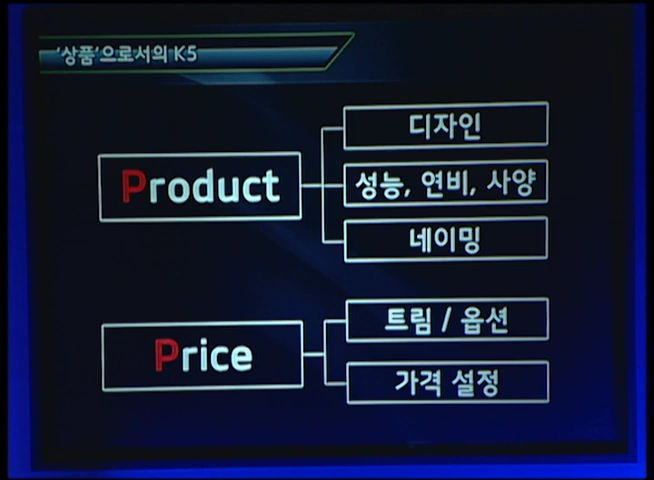 '상품'으로서의 K5
Product
디자인
성능, 연비, 사양
네이밍
Price
트림 / 옵션
가격 설정